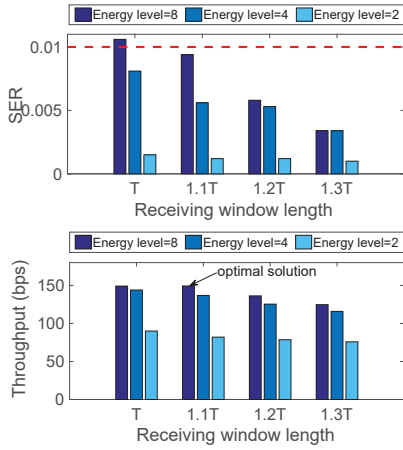 Energy level=8 Energy level=4 Energy level=2
0.01
0.005
0
SER
T 1.1T 1.2T 1.3T
Receiving window length
Energy level=8 Energy level=4 Energy level=2
optimal solution
150
100
50
0
Throughput (bps)
T 1.1T 1.2T 1.3T
Receiving window length